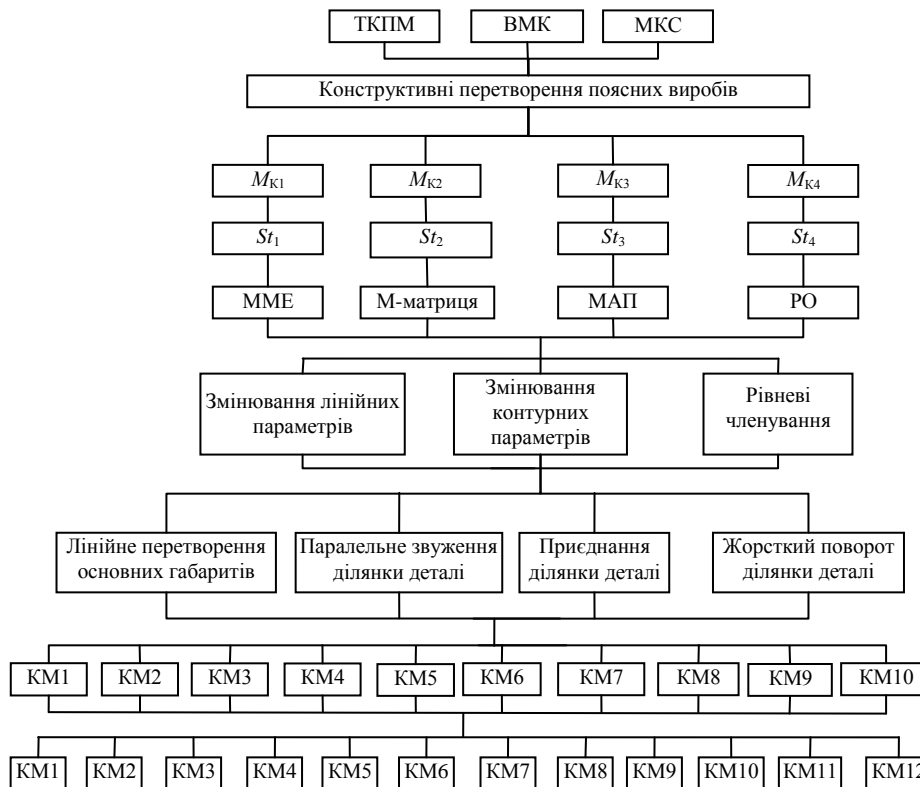 ТКПМ ВМК МКС
Конструктивні перетворення поясних виробів
MК1 MК2 MК3 MК4
St1 St2 St3 St4
ММЕ М-матриця МАП РО
Змінювання лінійних
параметрів
Змінювання
контурних
параметрів
Рівневі
членування
Лінійне перетворення
основних габаритів
Паралельне звуження
ділянки деталі
Приєднання
ділянки деталі
Жорсткий поворот
ділянки деталі
КМ1 КМ2 КМ3 КМ4 КМ5 КМ6 КМ7 КМ8 КМ9 КМ10
КМ1 КМ2 КМ3 КМ4 КМ5 КМ6 КМ7 КМ8 КМ9 КМ10 КМ11 КМ12